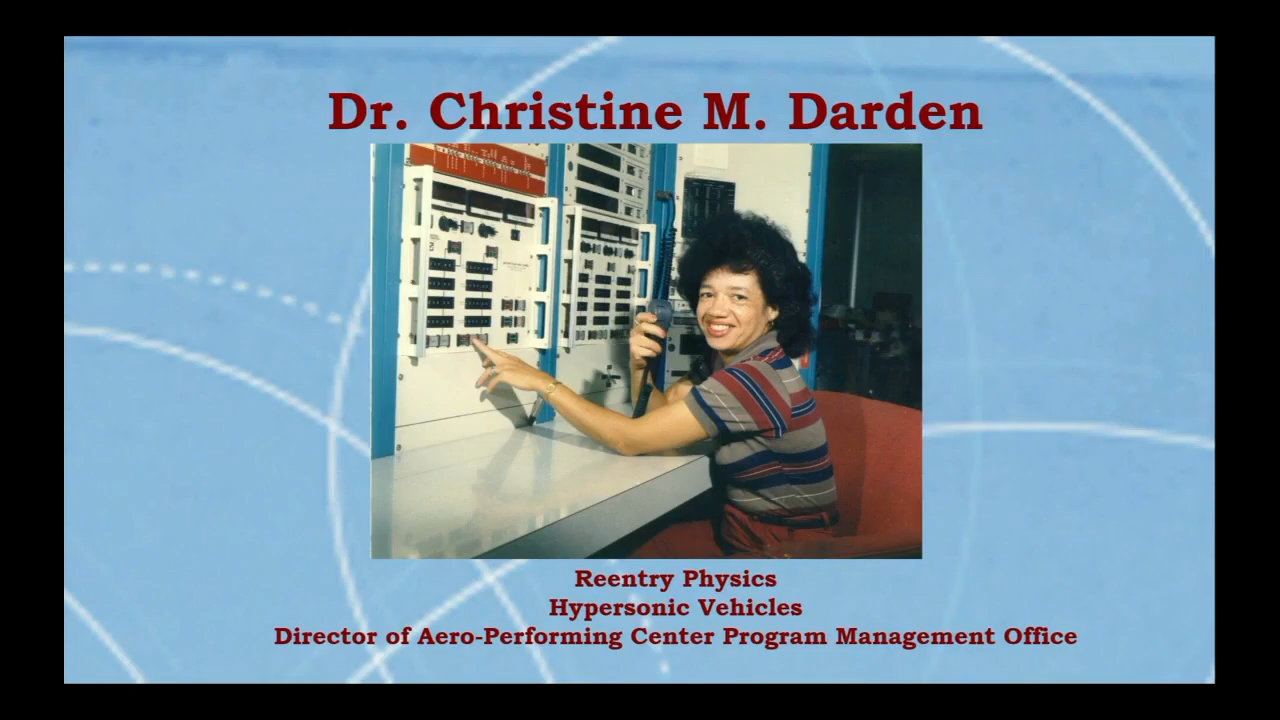 Dr. Christine M. Darden
Reentry Physics
Hypersonic Vehicles
Director of Aero-Performing Center Program Management Office